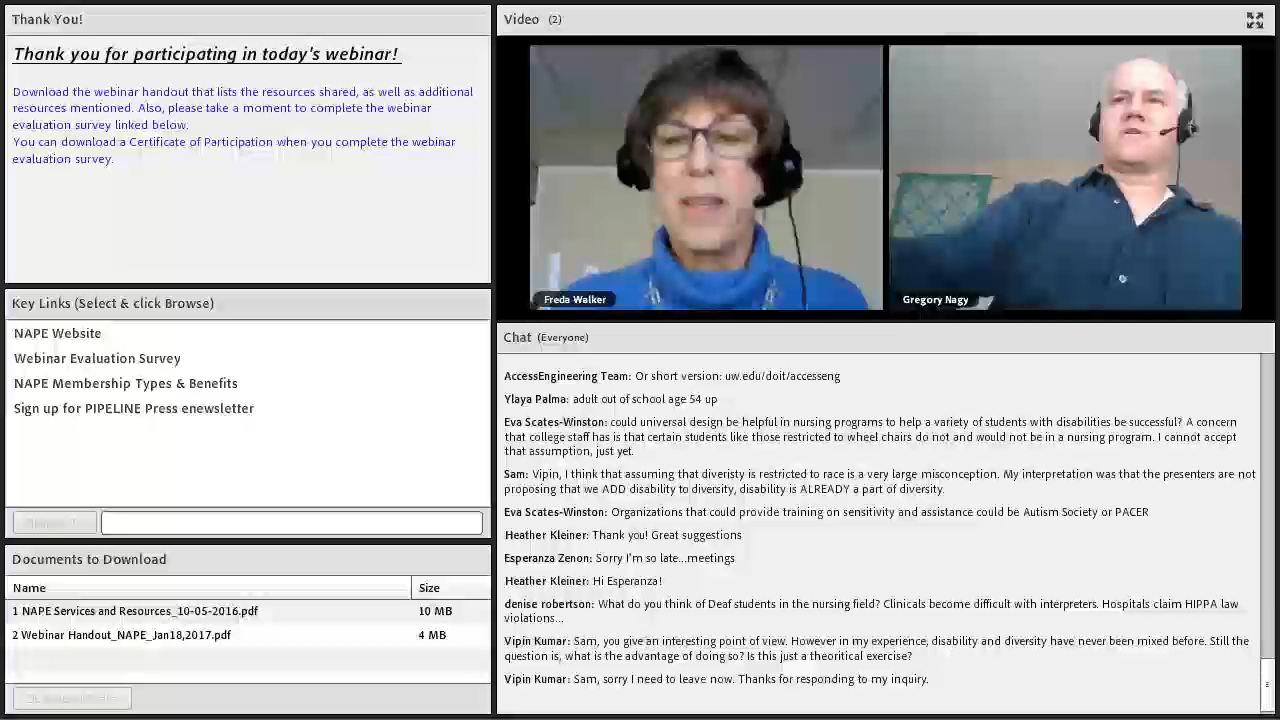 Thank You!
Thank you for participating in today's webinar!
Download the webinar handout that lists the resources shared, as well as additional
resources mentioned. Also, please take a moment to complete the webinar
evaluation survey linked below.
You can download a Certificate of Participation when you complete the webinar
evaluation survey.
Key Links (Select & click Browse)
NAPE Website
Webinar Evaluation Survey
NAPE Membership Types & Benefits
Sign up for PIPELINE Press enewsletter
Documents to Download
Name Size
1 NAPE Services and Resources_10-05-2016.pdf 10 MB
2 Webinar Handout_NAPE_Jan18,2017.pdf 4 MB
Video (2)
Freda Walker
Gregory Nagy
Chat (Everyone)
AccessEngineering Team: Or short version: uw.edu/doit/accesseng
Ylaya Palma: adult out of school age 54 up
Eva Scates-Winston: could universal design be helpful in nursing programs to help a variety of students with disabilities be successful? A concern
that college staff has is that certain students like those restricted to wheel chairs do not and would not be in a nursing program. I cannot accept
that assumption, just yet.
Sam: Vipin, I think that assuming that diveristy is restricted to race is a very large misconception. My interpretation was that the presenters are not
proposing that we ADD disability to diversity, disability is ALREADY a part of diversity.
Eva Scates-Winston: Organizations that could provide training on sensitivity and assistance could be Autism Society or PACER
Heather Kleiner: Thank you! Great suggestions
Esperanza Zenon: Sorry I'm so late...meetings
Heather Kleiner: Hi Esperanza!
denise robertson: What do you think of Deaf students in the nursing field? Clinicals become difficult with interpreters. Hospitals claim HIPPA law
violations...
Vipin Kumar: Sam, you give an interesting point of view. However in my experience, disability and diversity have never been mixed before. Still the
question is, what is the advantage of doing so? Is this just a theoritical exercise?
Vipin Kumar: Sam, sorry I need to leave now. Thanks for responding to my inquiry.